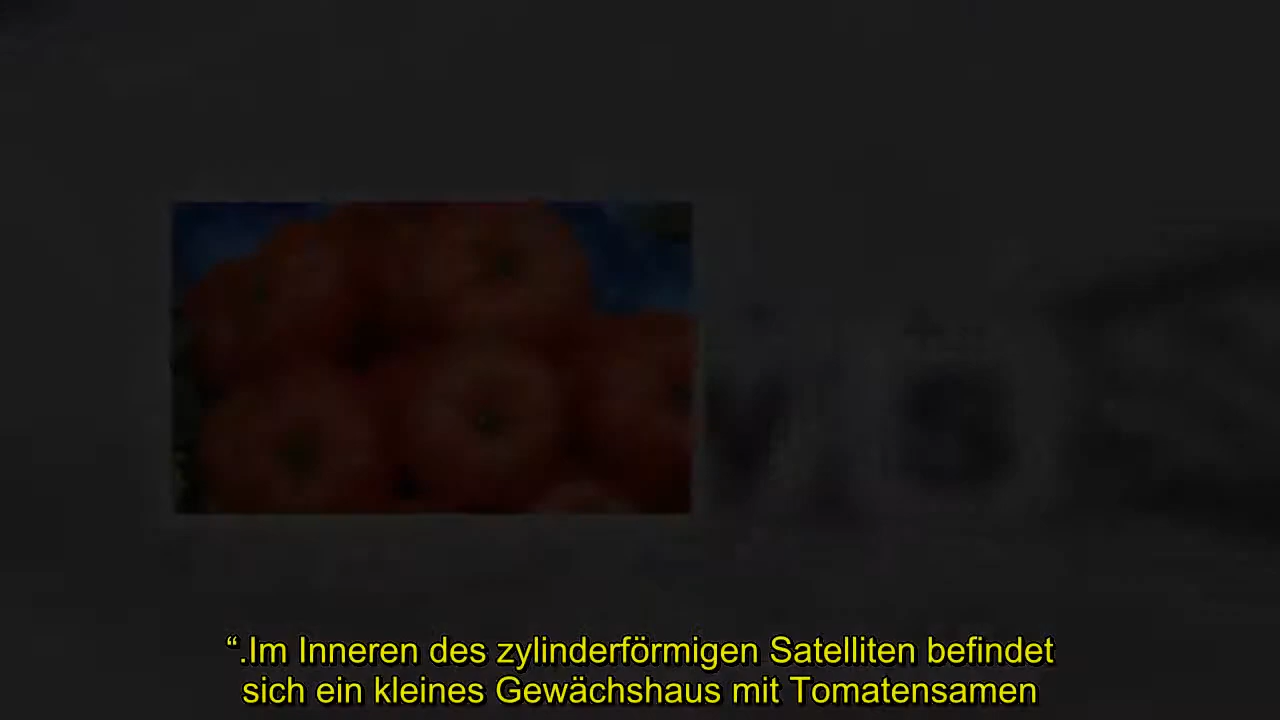 “.Im Inneren des zylinderförmigen Satelliten befindet
sich ein kleines Gewächshaus mit Tomatensamen